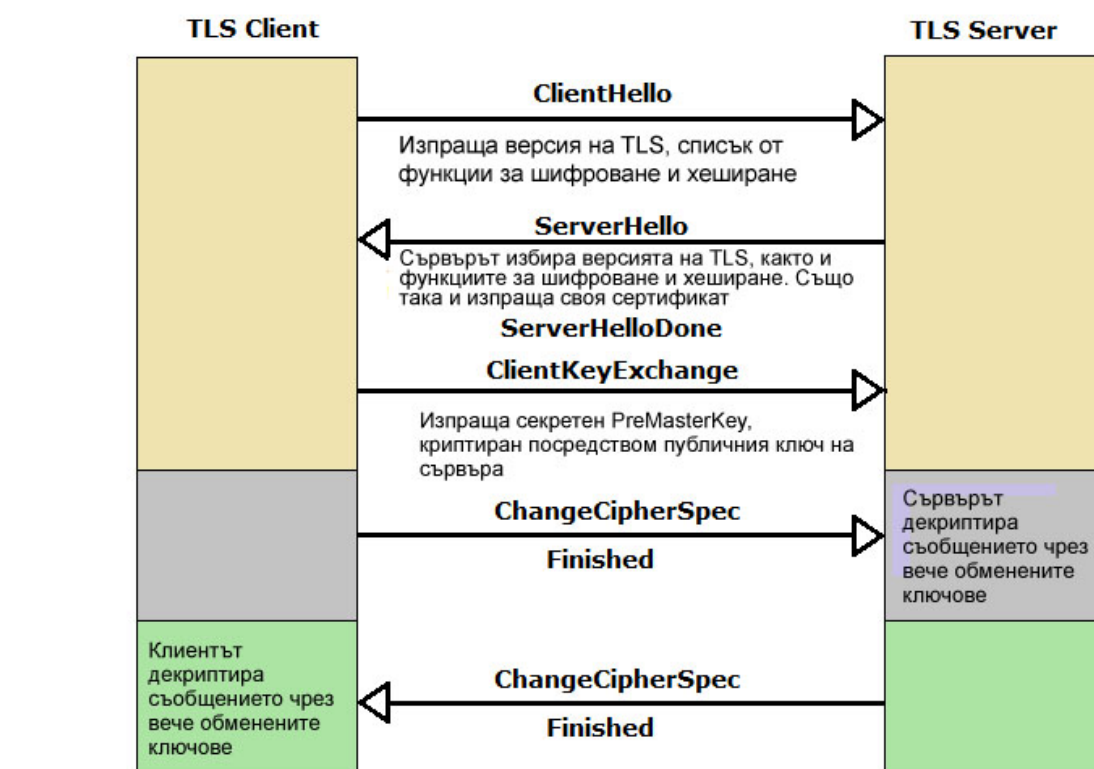 TLS Client
TLS Server
ClientHello
Изпраща версия на TLS, списък от
функции за шифроване и хеширане
ServerHello
Сървърът избира версията на TLS, както и
функциите за шифроване и хеширане. Също
така и изпраща своя сертификат
ServerHelloDone
ClientKeyExchange
Изпраща секретен PreMasterKey,
криптиран посредством публичния ключ на
сървъра
ChangeCipherSpec
Finished
Сървърът
декриптира
съобщението чрез
вече обменените
ключове
Клиентът
декриптира
съобщението чрез
вече обменените
ключове
ChangeCipherSpec
Finished